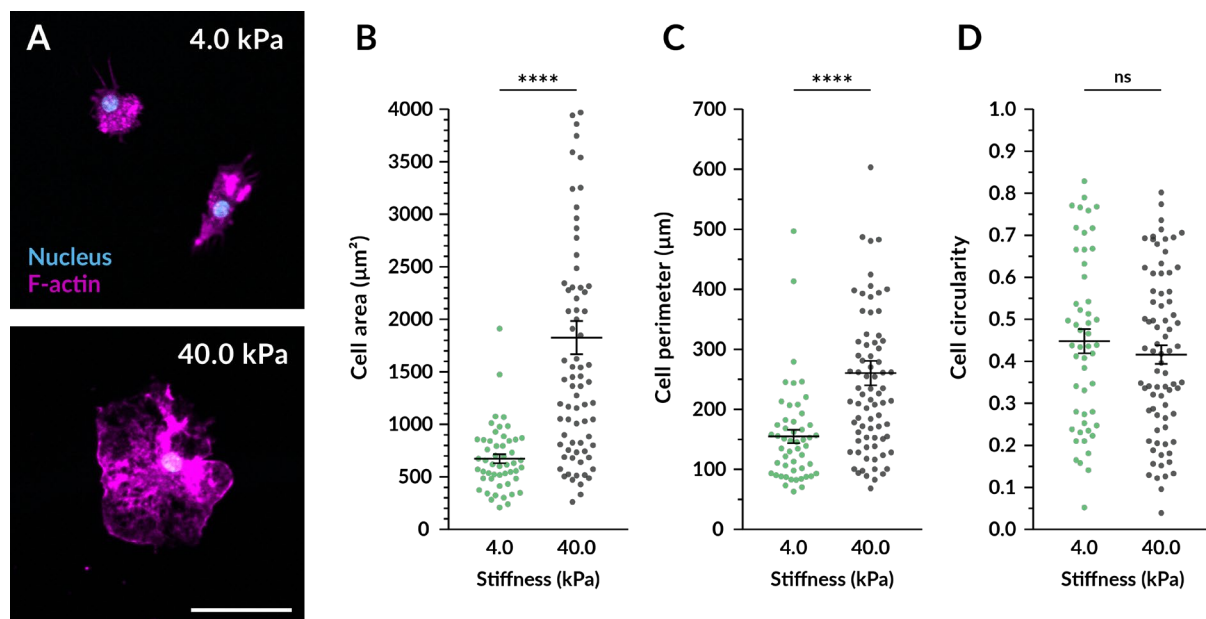 A
4.0 kPa
Nucleus
F-actin
40.0 kPa
B
****
Cell area (µm²)
4000
3500
3000
2500
2000
1500
1000
500
0
4.0
40.0
Stiffness (kPa)
C
****
Cell perimeter (µm)
700
600
500
400
300
200
100
0
4.0
40.0
Stiffness (kPa)
D
ns
Cell circularity
1.0
0.1
0.8
0.7
0.6
0.5
0.4
0.3
0.2
0.1
0.0
4.0
40.0
Stiffness (kPa)